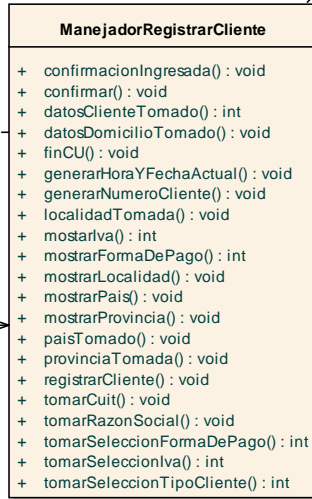 ManejadorRegistrarCliente
+ confirmacionIngresada() : void
+ confirmar() : void
+ datosClienteTomado() : int
+ datosDomicilioTomado() : void
+ finCU() : void
+ generarHoraYFechaActual() : void
+ generarNumeroCliente() : void
+ localidadTomada() : void
+ mostarIva() : int
+ mostrarFormaDePago() : int
+ mostrarLocalidad() : void
+ mostrarPais() : void
+ mostrarProvincia() : void
+ paisTomado() : void
+ provinciaTomada() : void
+ registrarCliente() : void
+ tomarCuit() : void
+ tomarRazonSocial() : void
+ tomarSeleccionFormaDePago() : int
+ tomarSeleccionIva() : int
+ tomarSeleccionTipoCliente() : int